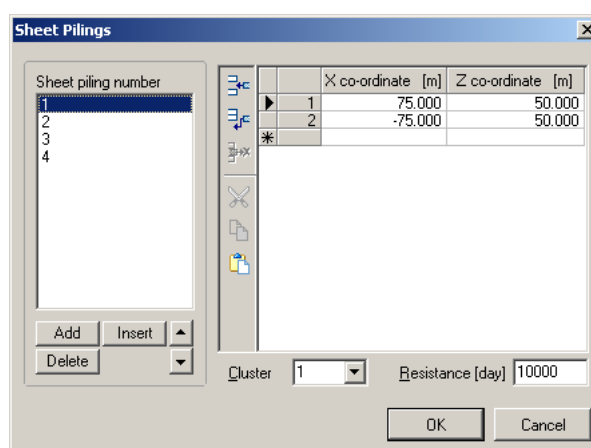 Sheet Pilings
Sheet piling number
1
2
3
4
Add Insert
Delete
X co-ordinate [m] Z co-ordinate [m]
1 75.000 50.000
2 -75.000 50.000
Cluster 1 Resistance [day] 10000
OK Cancel